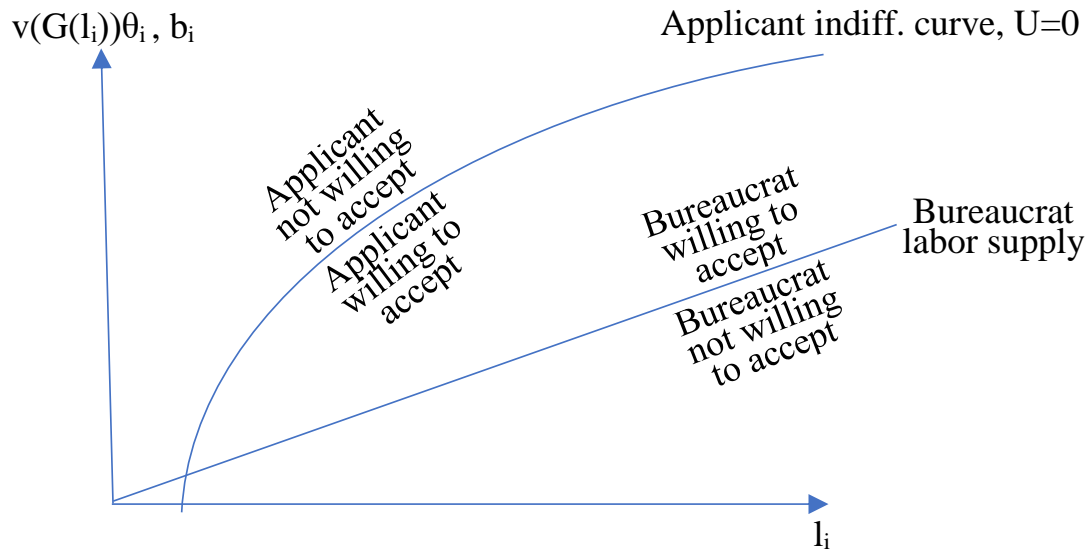 v(G(lᵢ))θᵢ , bᵢ
Applicant indiff. curve, U=0
Applicant
not willing
to accept
Applicant
willing to
accept
Bureaucrat
willing to
accept
Bureaucrat
not willing
to accept
Bureaucrat
labor supply
lᵢ